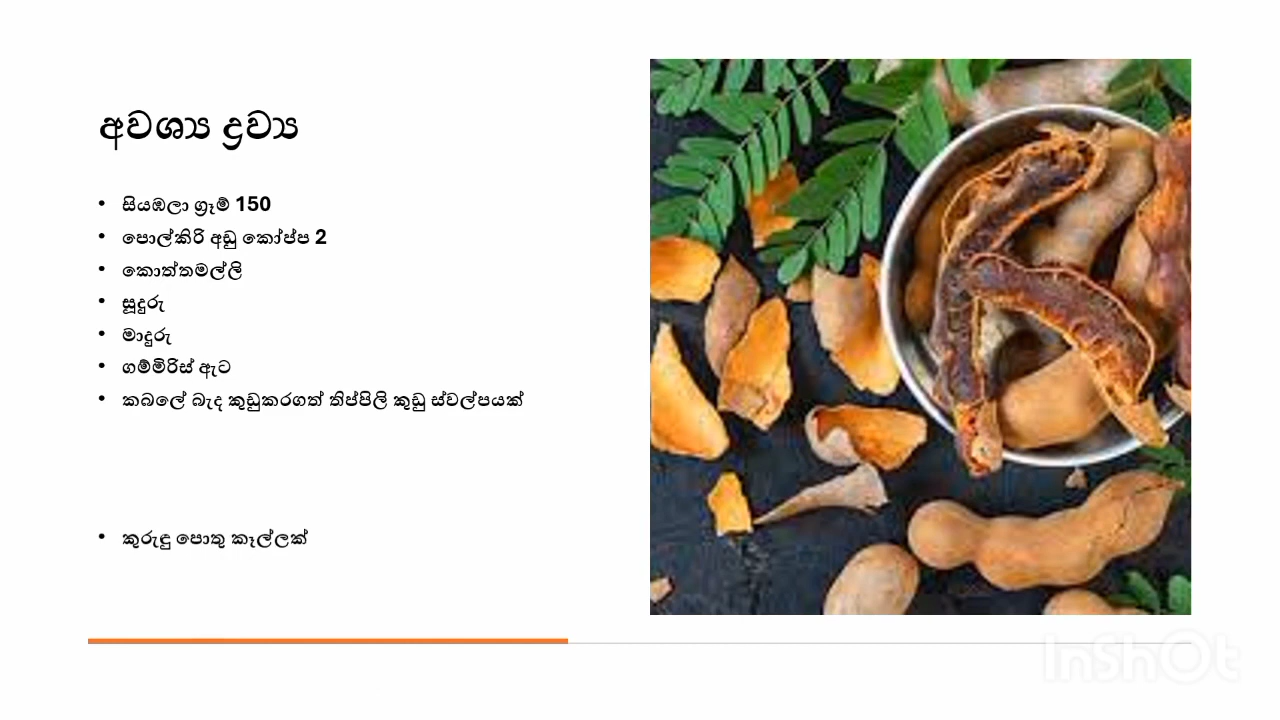 අවශ්‍ය ද්‍රව්‍ය
• සියඹලා ග්‍රෑම් 150
• පොල්කිරි අඩු කෝප්ප 2
• කොත්තමල්ලි
• සූදුරු
• මාදුරු
• ගම්මිරිස් ඇට
• කබලේ බැද කුඩුකරගත් තිප්පිලි කුඩු ස්වල්පයක්
• කුරුඳු පොතු කෑල්ලක්
InShOt